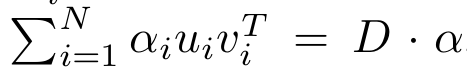 ∑_{i=1}^{N} α_i u_i v_i^T = D · α